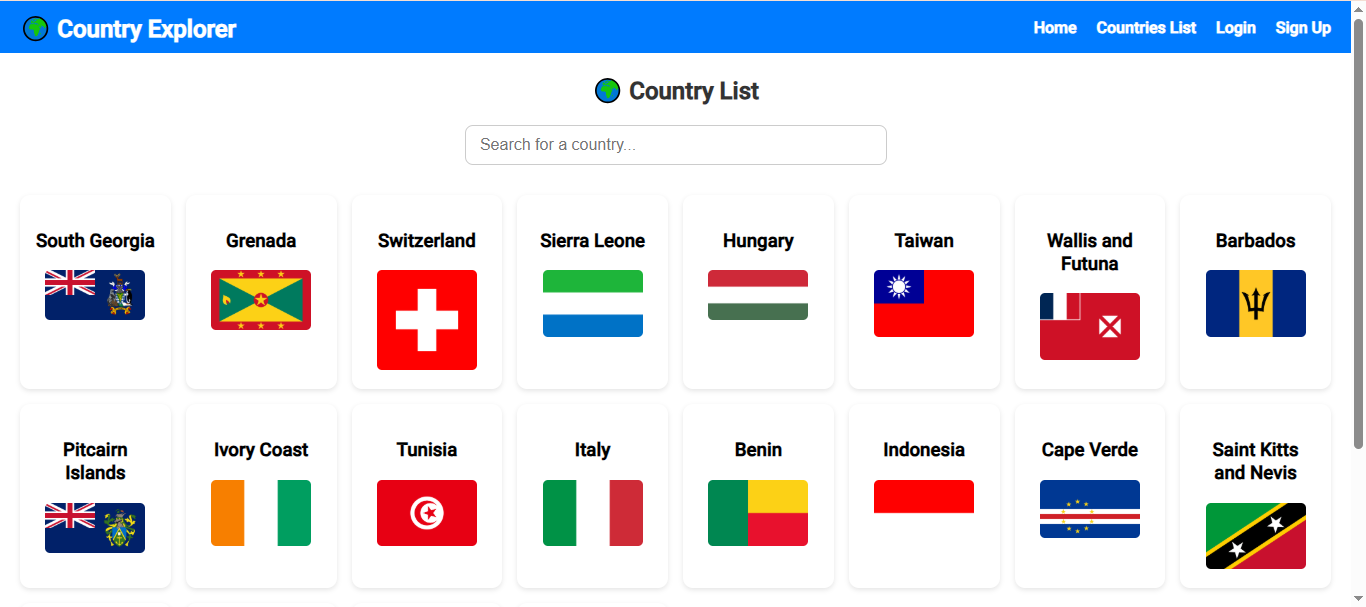 Country Explorer
Home Countries List Login Sign Up
Country List
Search for a country...
South Georgia
Grenada
Switzerland
Sierra Leone
Hungary
Taiwan
Wallis and
Futuna
Barbados
Pitcairn
Islands
Ivory Coast
Tunisia
Italy
Benin
Indonesia
Cape Verde
Saint Kitts
and Nevis